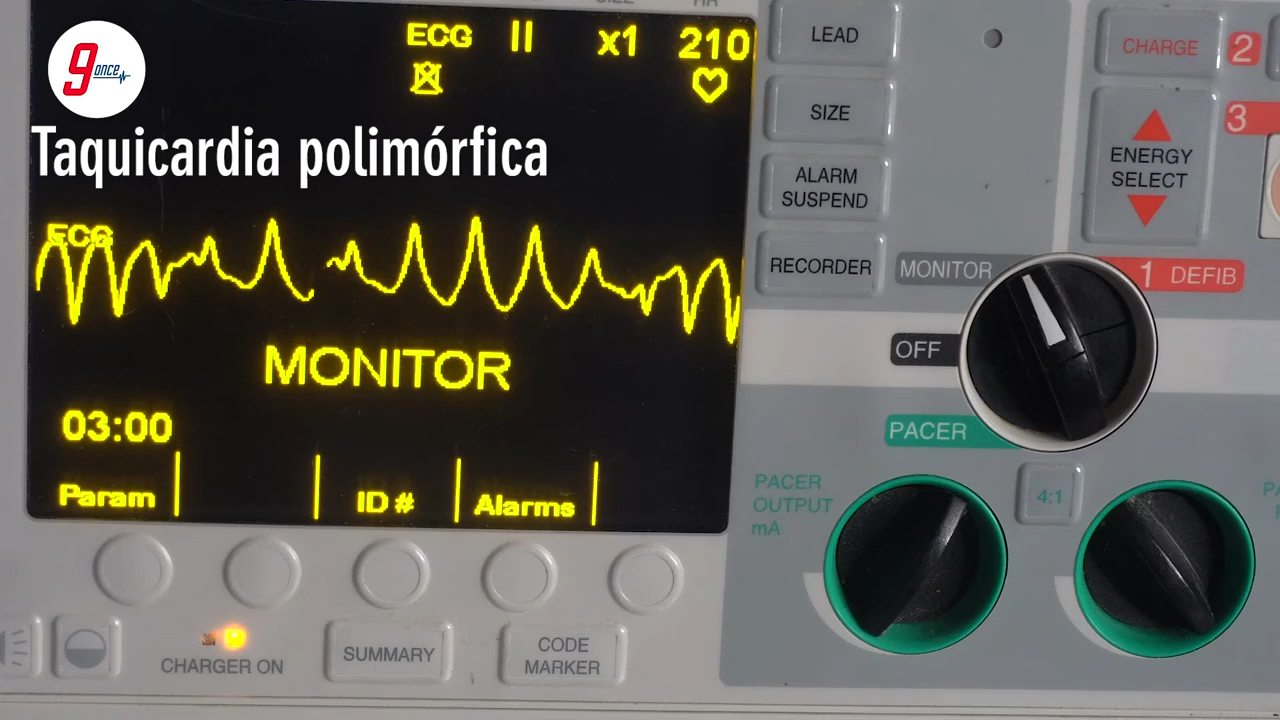 ECG II x1 210
9once
Taquicardia polimórfica
ECG
MONITOR
03:00
Param
ID #
Alarms
CHARGER ON
SUMMARY
CODE
MARKER
LEAD
SIZE
ALARM
SUSPEND
RECORDER
CHARGE
2
3
ENERGY
SELECT
MONITOR
1 DEFIB
OFF
PACER
PACER
OUTPUT
mA
4:1